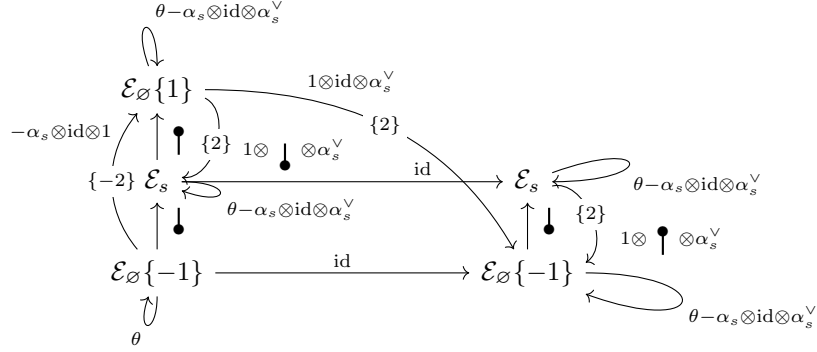 θ−α_s⊗id⊗α_s^∨
ℰ_∅{1}
1⊗id⊗α_s^∨
{2}
−α_s⊗id⊗1
{2}
1⊗ ⊗α_s^∨
{−2}
ℰ_s
id
ℰ_s
θ−α_s⊗id⊗α_s^∨
θ−α_s⊗id⊗α_s^∨
{2}
1⊗ ⊗α_s^∨
ℰ_∅{−1}
id
ℰ_∅{−1}
θ
θ−α_s⊗id⊗α_s^∨